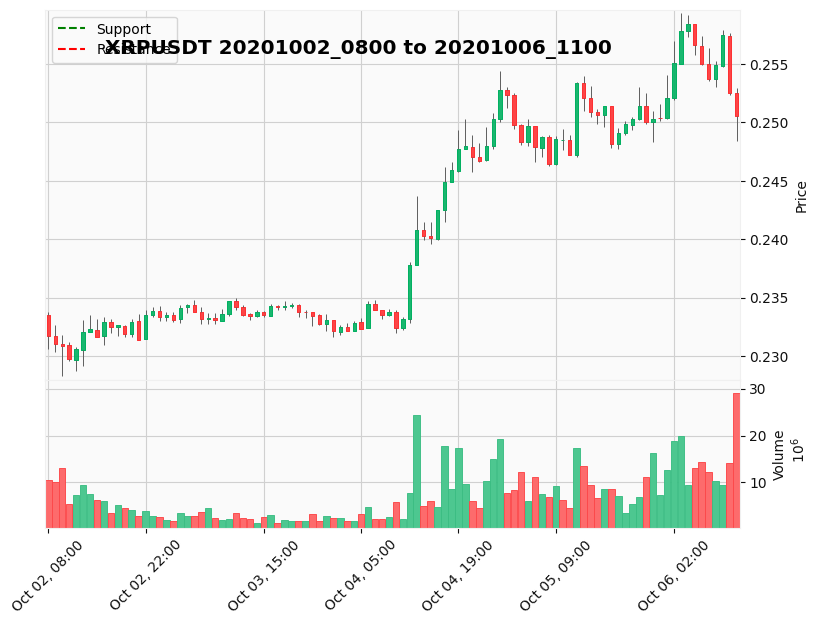 XRPUSDT 20201002_0800 to 20201006_1100
Support
Resistance
0.255
0.250
0.245
0.240
0.235
0.230
Price
30
20
10
Volume
10^6
Oct 02, 08:00
Oct 02, 22:00
Oct 03, 15:00
Oct 04, 05:00
Oct 04, 19:00
Oct 05, 09:00
Oct 06, 02:00